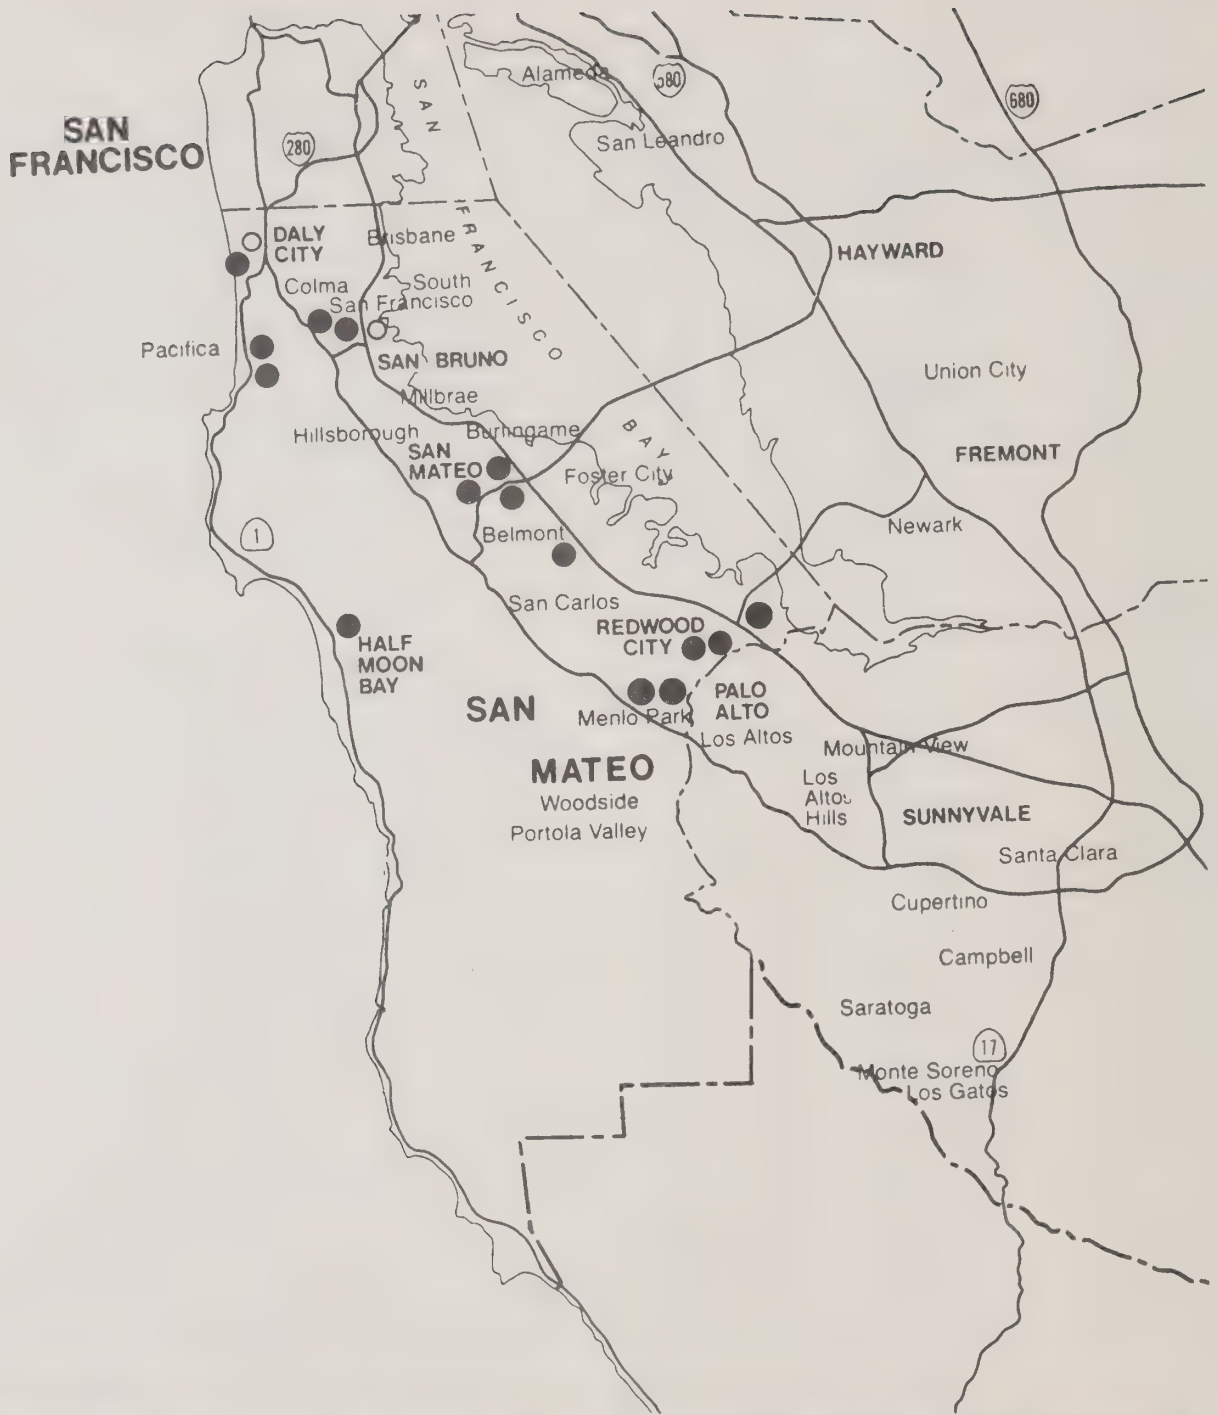 Alameda
580
680
SAN
San Leandro
SAN
FRANCISCO
280
FRANCISCO
DALY
CITY
Brisbane
HAYWARD
Colma
South
San Francisco
Pacifica
SAN BRUNO
Union City
Millbrae
Hillsborough
Burlingame
BAY
SAN
MATEO
FREMONT
Foster City
1
Belmont
Newark
San Carlos
REDWOOD
CITY
HALF
MOON
BAY
SAN
MATEO
Menlo Park
PALO
ALTO
Los Altos
Mountain View
Los
Altos
Hills
Woodside
Portola Valley
SUNNYVALE
Santa Clara
Cupertino
Campbell
Saratoga
17
Monte Soreno
Los Gatos